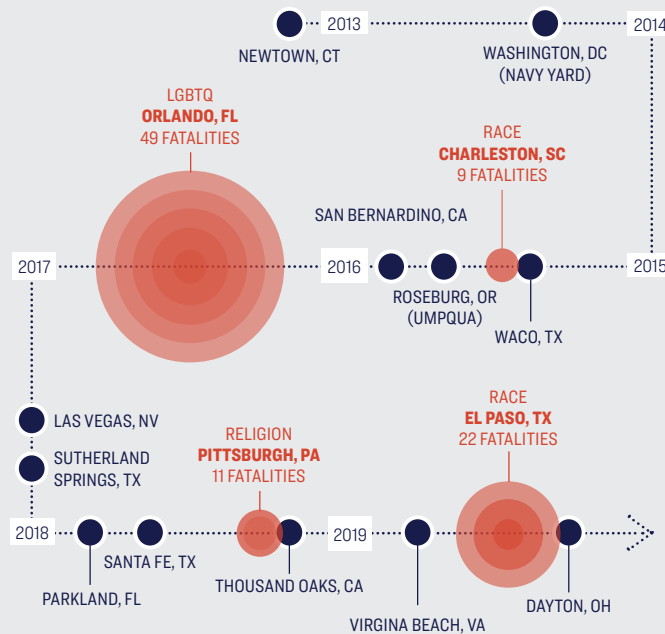 2013
2014
NEWTOWN, CT
WASHINGTON, DC
(NAVY YARD)
LGBTQ
ORLANDO, FL
49 FATALITIES
RACE
CHARLESTON, SC
9 FATALITIES
SAN BERNARDINO, CA
2017
2016
2015
ROSEBURG, OR
(UMPQUA)
WACO, TX
LAS VEGAS, NV
SUTHERLAND
SPRINGS, TX
RELIGION
PITTSBURGH, PA
11 FATALITIES
RACE
EL PASO, TX
22 FATALITIES
2018
2019
SANTA FE, TX
PARKLAND, FL
THOUSAND OAKS, CA
VIRGINA BEACH, VA
DAYTON, OH